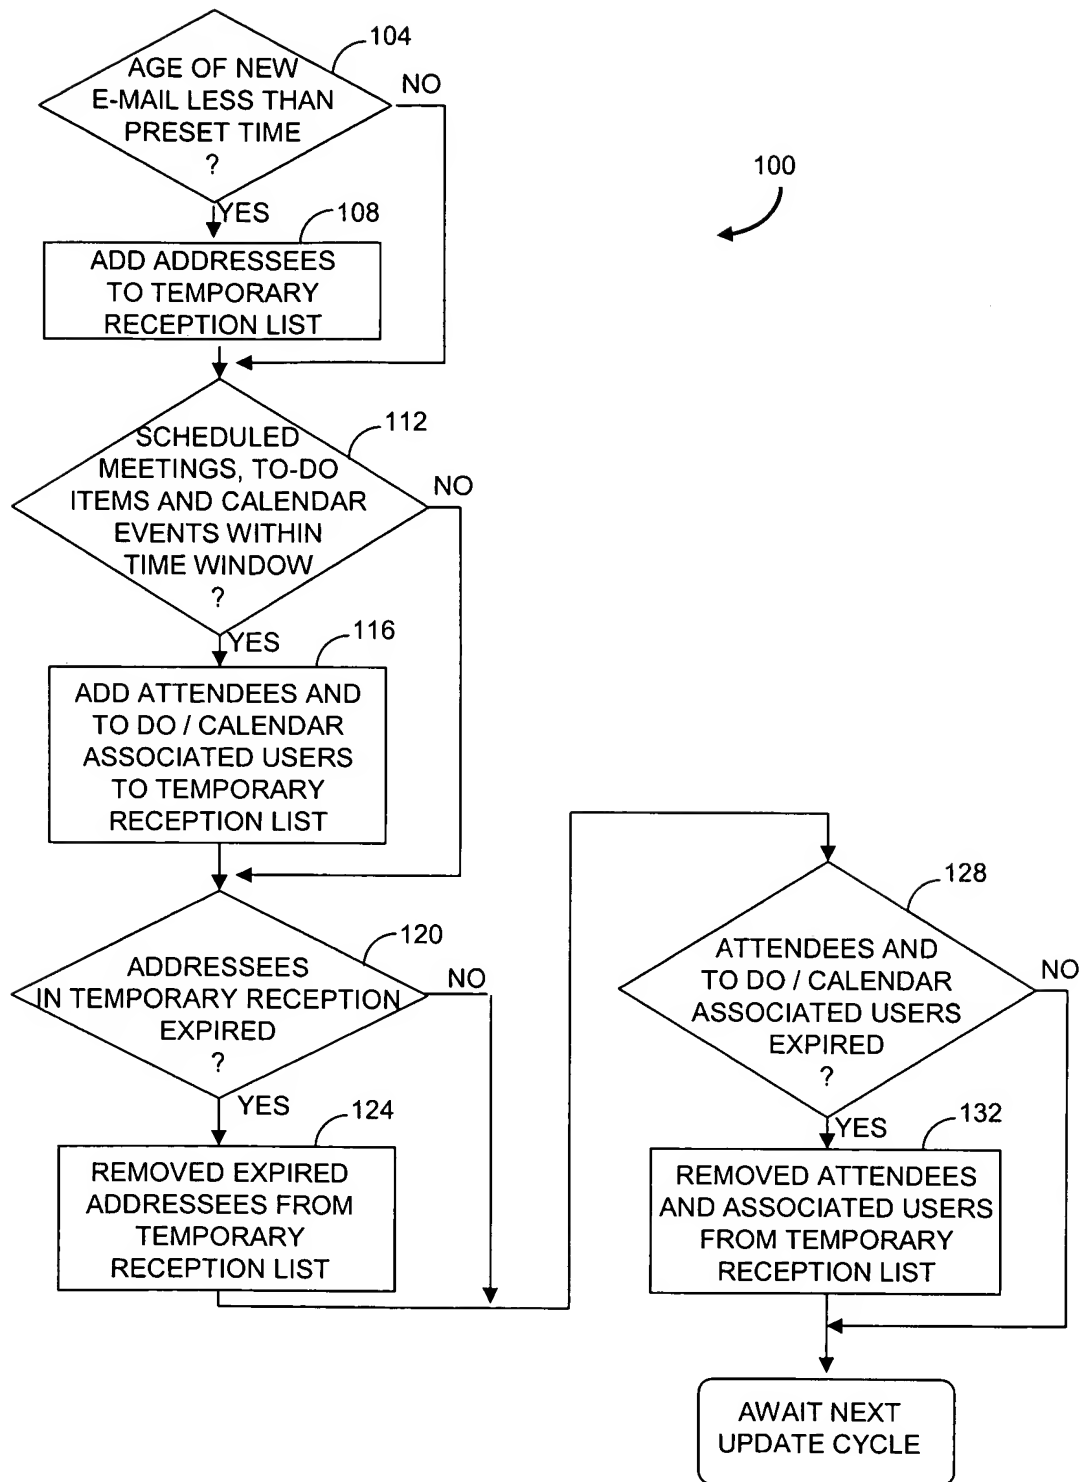 104
AGE OF NEW
E-MAIL LESS THAN
PRESET TIME
?
NO
100
YES
108
ADD ADDRESSEES
TO TEMPORARY
RECEPTION LIST
112
SCHEDULED
MEETINGS, TO-DO
ITEMS AND CALENDAR
EVENTS WITHIN
TIME WINDOW
?
NO
YES
116
ADD ATTENDEES AND
TO DO / CALENDAR
ASSOCIATED USERS
TO TEMPORARY
RECEPTION LIST
120
ADDRESSEES
IN TEMPORARY RECEPTION
EXPIRED
?
NO
YES
124
REMOVED EXPIRED
ADDRESSEES FROM
TEMPORARY
RECEPTION LIST
128
ATTENDEES AND
TO DO / CALENDAR
ASSOCIATED USERS
EXPIRED
?
NO
YES
132
REMOVED ATTENDEES
AND ASSOCIATED USERS
FROM TEMPORARY
RECEPTION LIST
AWAIT NEXT
UPDATE CYCLE